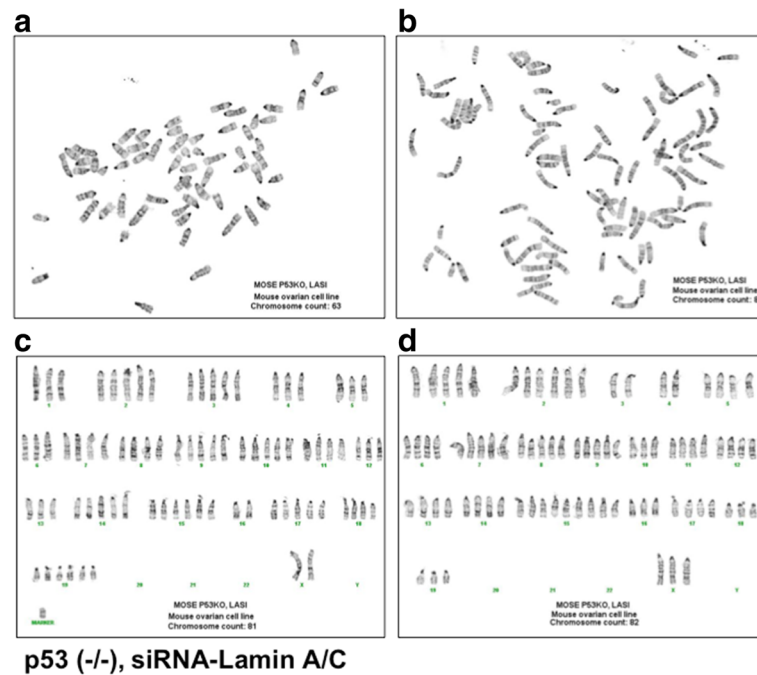 a
MOSE P53KO, LASI
Mouse ovarian cell line
Chromosome count: 63
b
MOSE P53KO, LASI
Mouse ovarian cell line
Chromosome count: 8
c
1 2 3 4 5
6 7 8 9 10 11 12
13 14 15 16 17 18
19 20 21 22 X Y
MARKER
MOSE P53KO, LASI
Mouse ovarian cell line
Chromosome count: 81
d
1 2 3 4 5
6 7 8 9 10 11 12
13 14 15 16 17 18
19 20 21 22 X Y
MOSE P53KO, LASI
Mouse ovarian cell line
Chromosome count: 82
p53 (-/-), siRNA-Lamin A/C